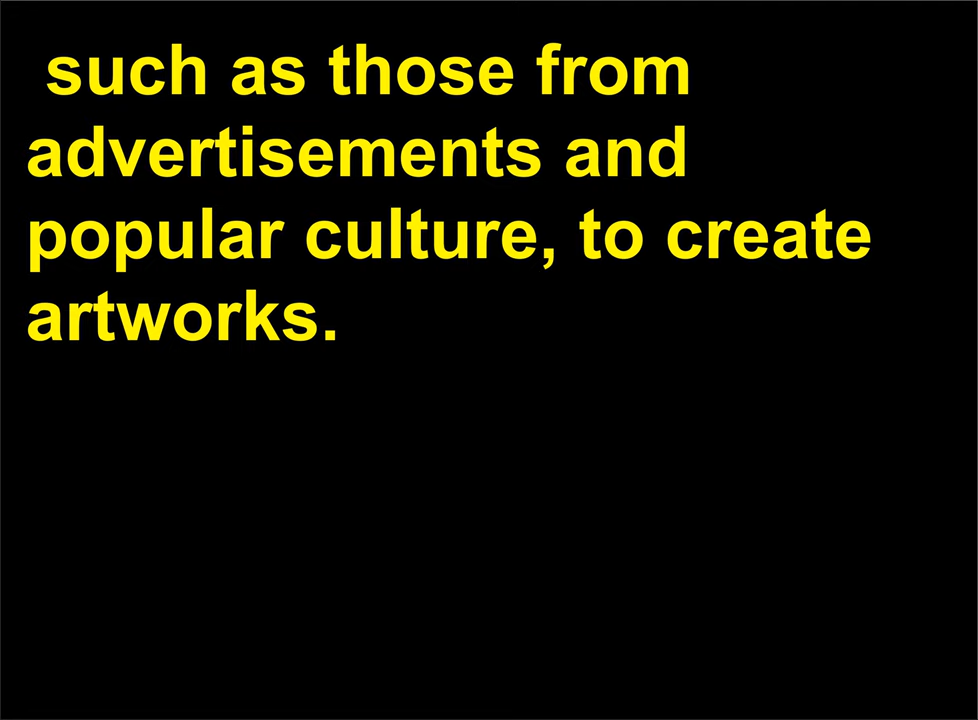 such as those from
advertisements and
popular culture, to create
artworks.